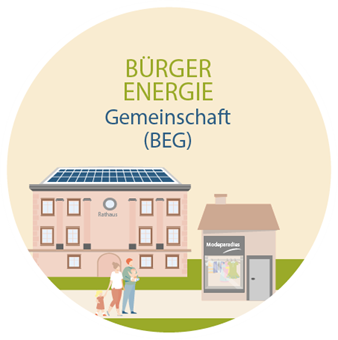 BÜRGER
ENERGIE
Gemeinschaft
(BEG)
Rathaus
Modeparadies